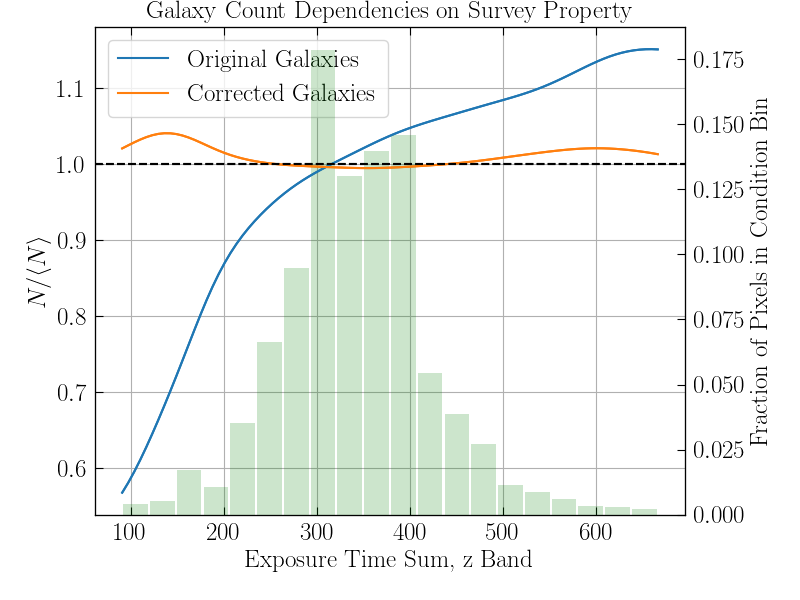 Galaxy Count Dependencies on Survey Property
Original Galaxies
Corrected Galaxies
N/⟨N⟩
1.1
1.0
0.9
0.8
0.7
0.6
0.175
0.150
0.125
0.100
0.075
0.050
0.025
0.000
Fraction of Pixels in Condition Bin
100 200 300 400 500 600
Exposure Time Sum, z Band